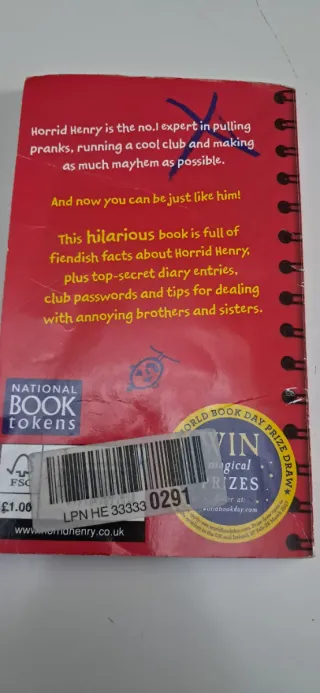 Horrid Henry is the no.1 expert in pulling
pranks, running a cool club and making
as much mayhem as possible.
And now you can be just like him!
This hilarious book is full of
fiendish facts about Horrid Henry,
plus top-secret diary entries,
club passwords and tips for dealing
with annoying brothers and sisters.
NATIONAL
BOOK
tokens
WORLD BOOK DAY PRIZE DRAW
WIN
magical
PRIZES
FSC
£1.00
LPN HE 33333 0291
www.horridhenry.co.uk